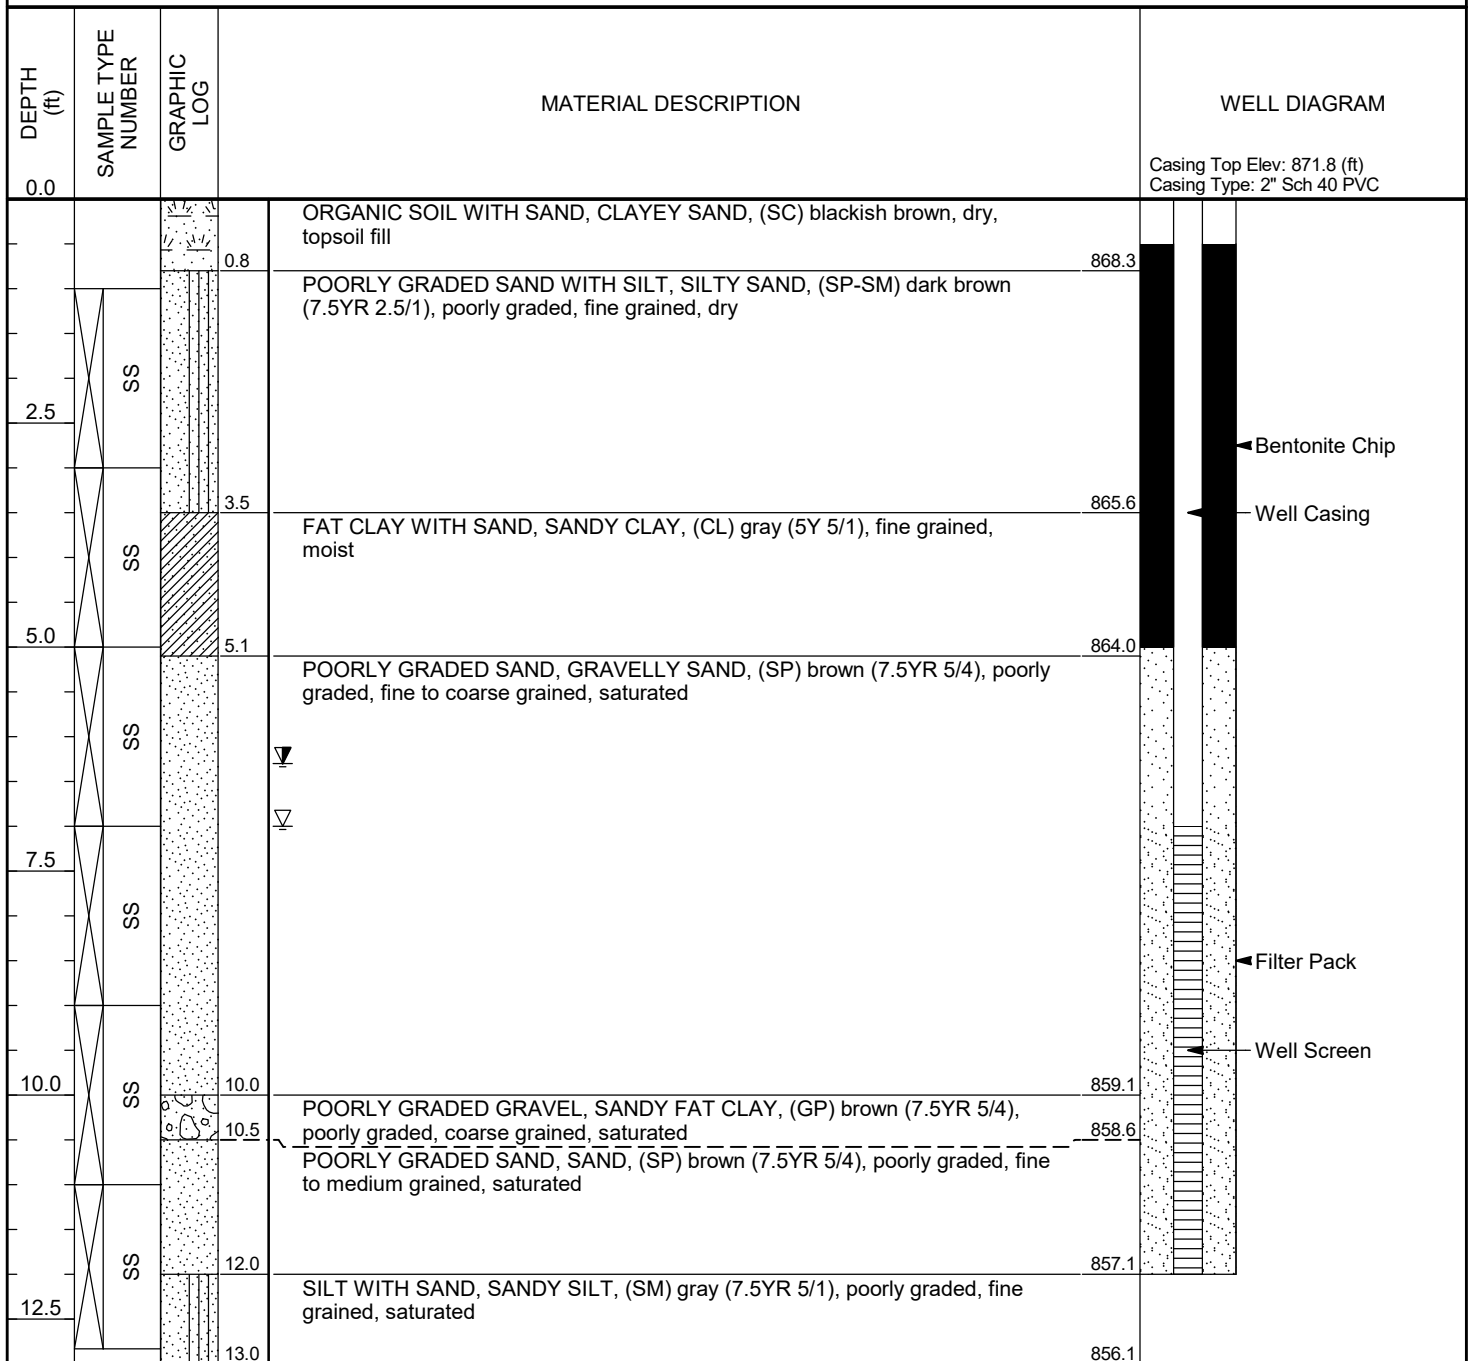 DEPTH
(ft)
SAMPLE TYPE
NUMBER
GRAPHIC
LOG
MATERIAL DESCRIPTION
WELL DIAGRAM
Casing Top Elev: 871.8 (ft)
Casing Type: 2" Sch 40 PVC
0.0
ORGANIC SOIL WITH SAND, CLAYEY SAND, (SC) blackish brown, dry,
topsoil fill
0.8
868.3
POORLY GRADED SAND WITH SILT, SILTY SAND, (SP-SM) dark brown
(7.5YR 2.5/1), poorly graded, fine grained, dry
SS
2.5
Bentonite Chip
3.5
865.6
Well Casing
FAT CLAY WITH SAND, SANDY CLAY, (CL) gray (5Y 5/1), fine grained,
moist
SS
5.0
5.1
864.0
POORLY GRADED SAND, GRAVELLY SAND, (SP) brown (7.5YR 5/4), poorly
graded, fine to coarse grained, saturated
SS
7.5
SS
Filter Pack
Well Screen
10.0
SS
10.0
859.1
POORLY GRADED GRAVEL, SANDY FAT CLAY, (GP) brown (7.5YR 5/4),
poorly graded, coarse grained, saturated
10.5
858.6
POORLY GRADED SAND, SAND, (SP) brown (7.5YR 5/4), poorly graded, fine
to medium grained, saturated
SS
12.0
857.1
SILT WITH SAND, SANDY SILT, (SM) gray (7.5YR 5/1), poorly graded, fine
grained, saturated
12.5
13.0
856.1